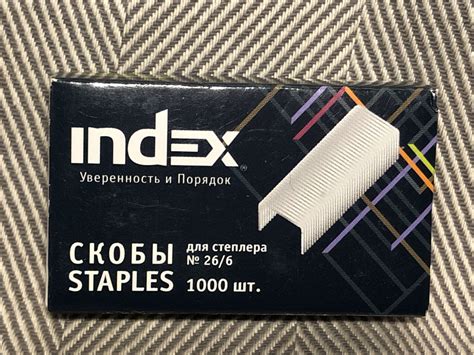 index®
Уверенность и Порядок
СКОБЫ для степлера
№ 26/6
STAPLES 1000 шт.